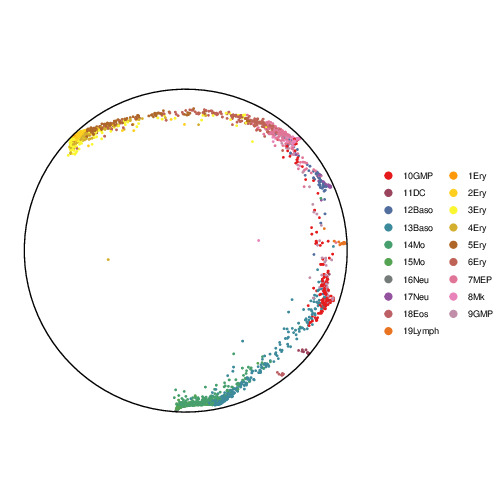 10GMP 1Ery
11DC 2Ery
12Baso 3Ery
13Baso 4Ery
14Mo 5Ery
15Mo 6Ery
16Neu 7MEP
17Neu 8Mk
18Eos 9GMP
19Lymph